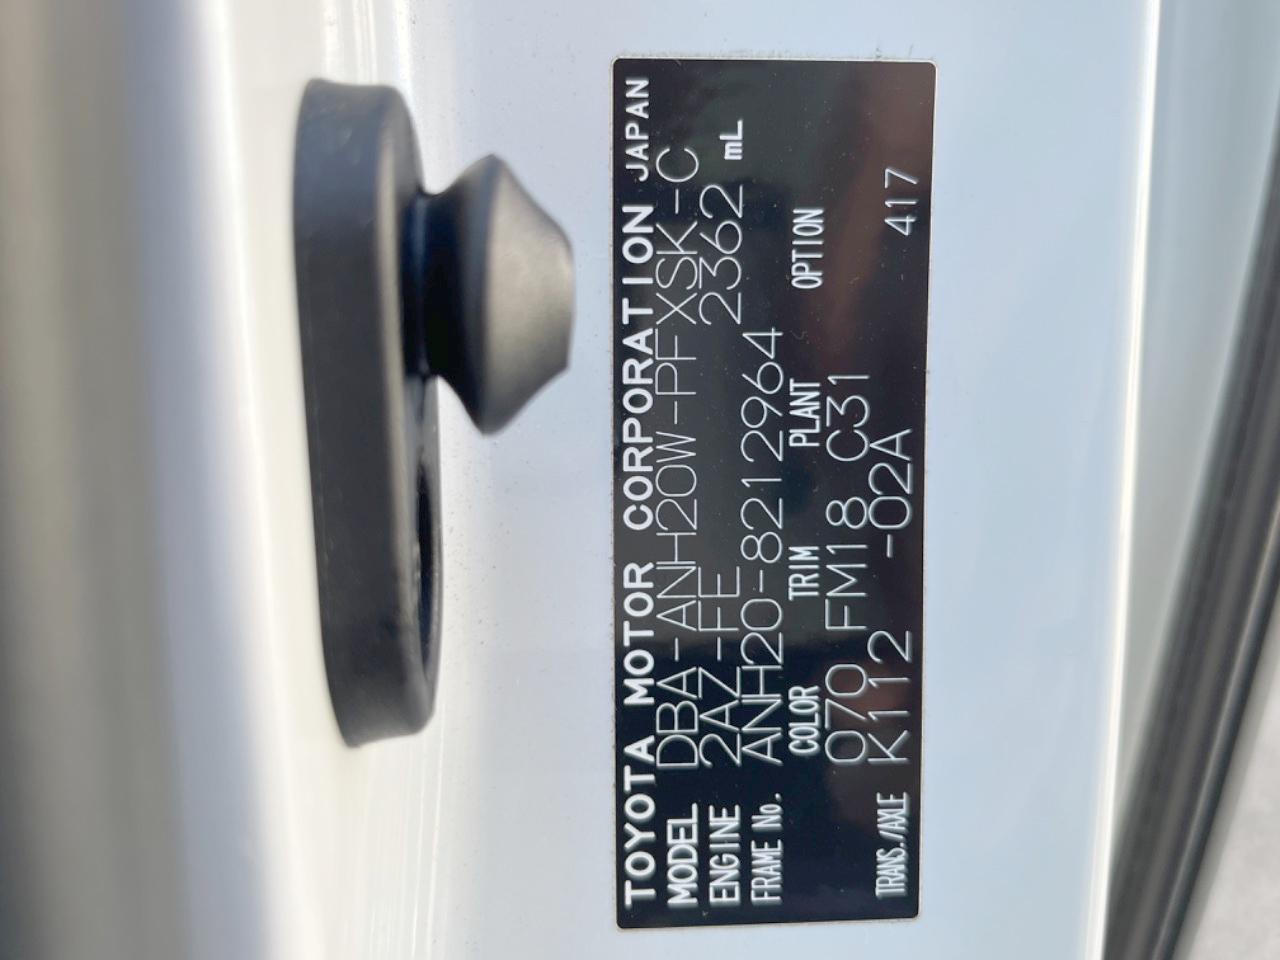 TOYOTA MOTOR CORPORATION JAPAN
MODEL DBA-ANH20W-PFXSK-C
ENGINE 2AZ-FE 2362 mL
FRAME No. ANH20-8212964
COLOR TRIM PLANT OPTION
070 FM18 C31
TRANS./AXLE K112 -02A 417